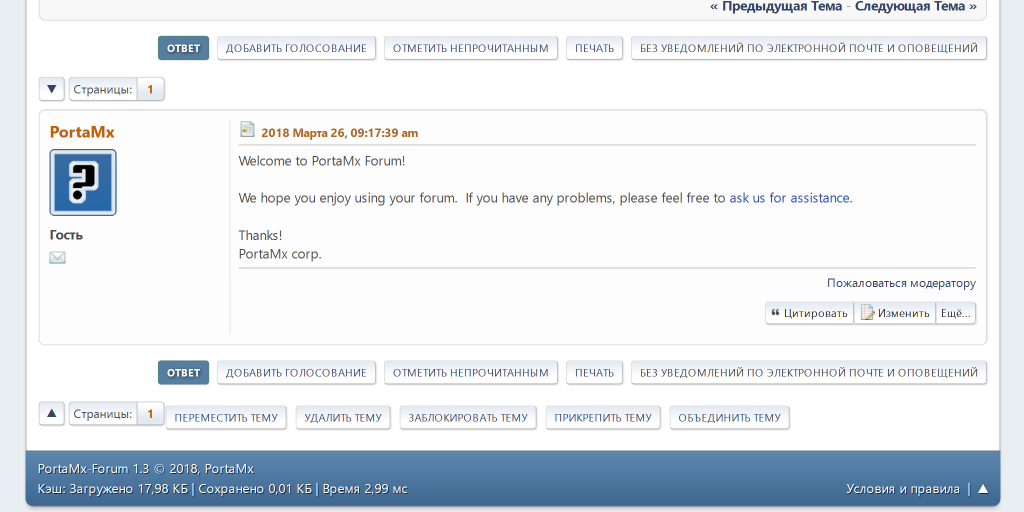 « Предыдущая Тема - Следующая Тема »
ОТВЕТ ДОБАВИТЬ ГОЛОСОВАНИЕ ОТМЕТИТЬ НЕПРОЧИТАННЫМ ПЕЧАТЬ БЕЗ УВЕДОМЛЕНИЙ ПО ЭЛЕКТРОННОЙ ПОЧТЕ И ОПОВЕЩЕНИЙ
▼ Страницы: 1
PortaMx
Гость
2018 Марта 26, 09:17:39 am
Welcome to PortaMx Forum!
We hope you enjoy using your forum.  If you have any problems, please feel free to ask us for assistance.
Thanks!
PortaMx corp.
Пожаловаться модератору
Цитировать Изменить Ещё...
ОТВЕТ ДОБАВИТЬ ГОЛОСОВАНИЕ ОТМЕТИТЬ НЕПРОЧИТАННЫМ ПЕЧАТЬ БЕЗ УВЕДОМЛЕНИЙ ПО ЭЛЕКТРОННОЙ ПОЧТЕ И ОПОВЕЩЕНИЙ
▲ Страницы: 1 ПЕРЕМЕСТИТЬ ТЕМУ УДАЛИТЬ ТЕМУ ЗАБЛОКИРОВАТЬ ТЕМУ ПРИКРЕПИТЬ ТЕМУ ОБЪЕДИНИТЬ ТЕМУ
PortaMx-Forum 1.3 © 2018, PortaMx
Кэш: Загружено 17,98 КБ | Сохранено 0,01 КБ | Время 2,99 мс
Условия и правила | ▲